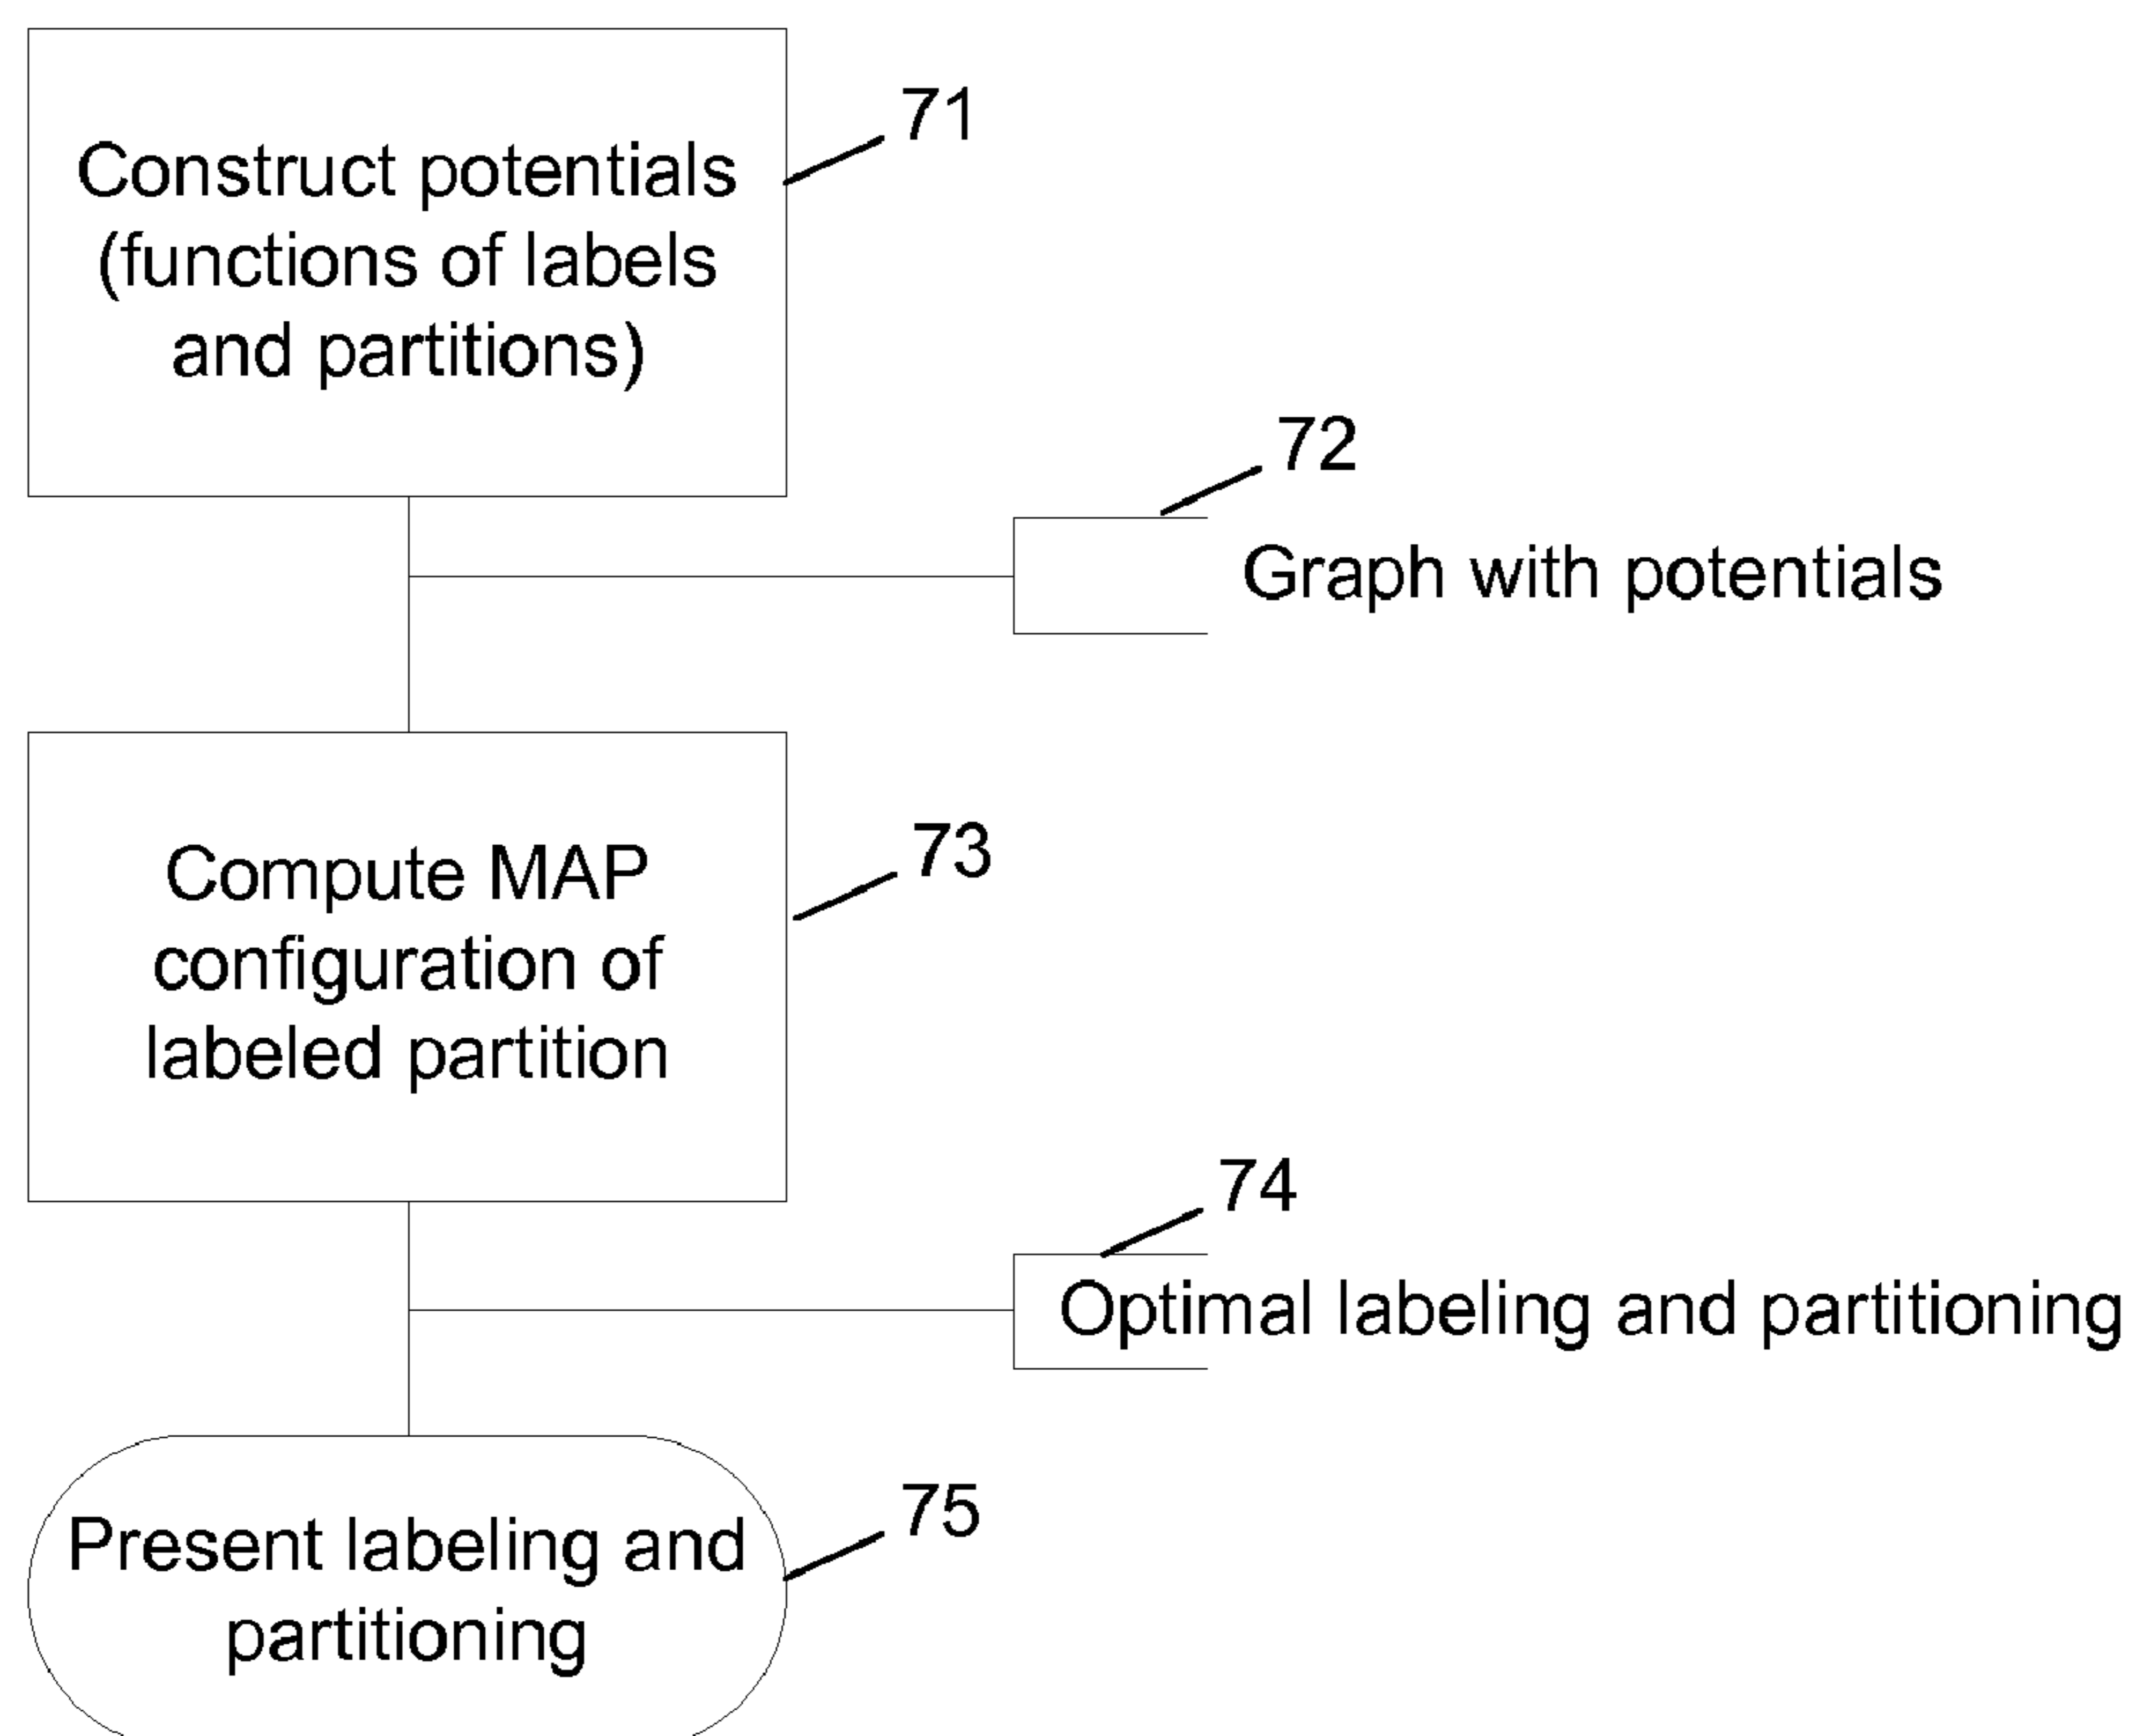 71
Construct potentials
(functions of labels
and partitions)
72
Graph with potentials
73
Compute MAP
configuration of
labeled partition
74
Optimal labeling and partitioning
75
Present labeling and
partitioning